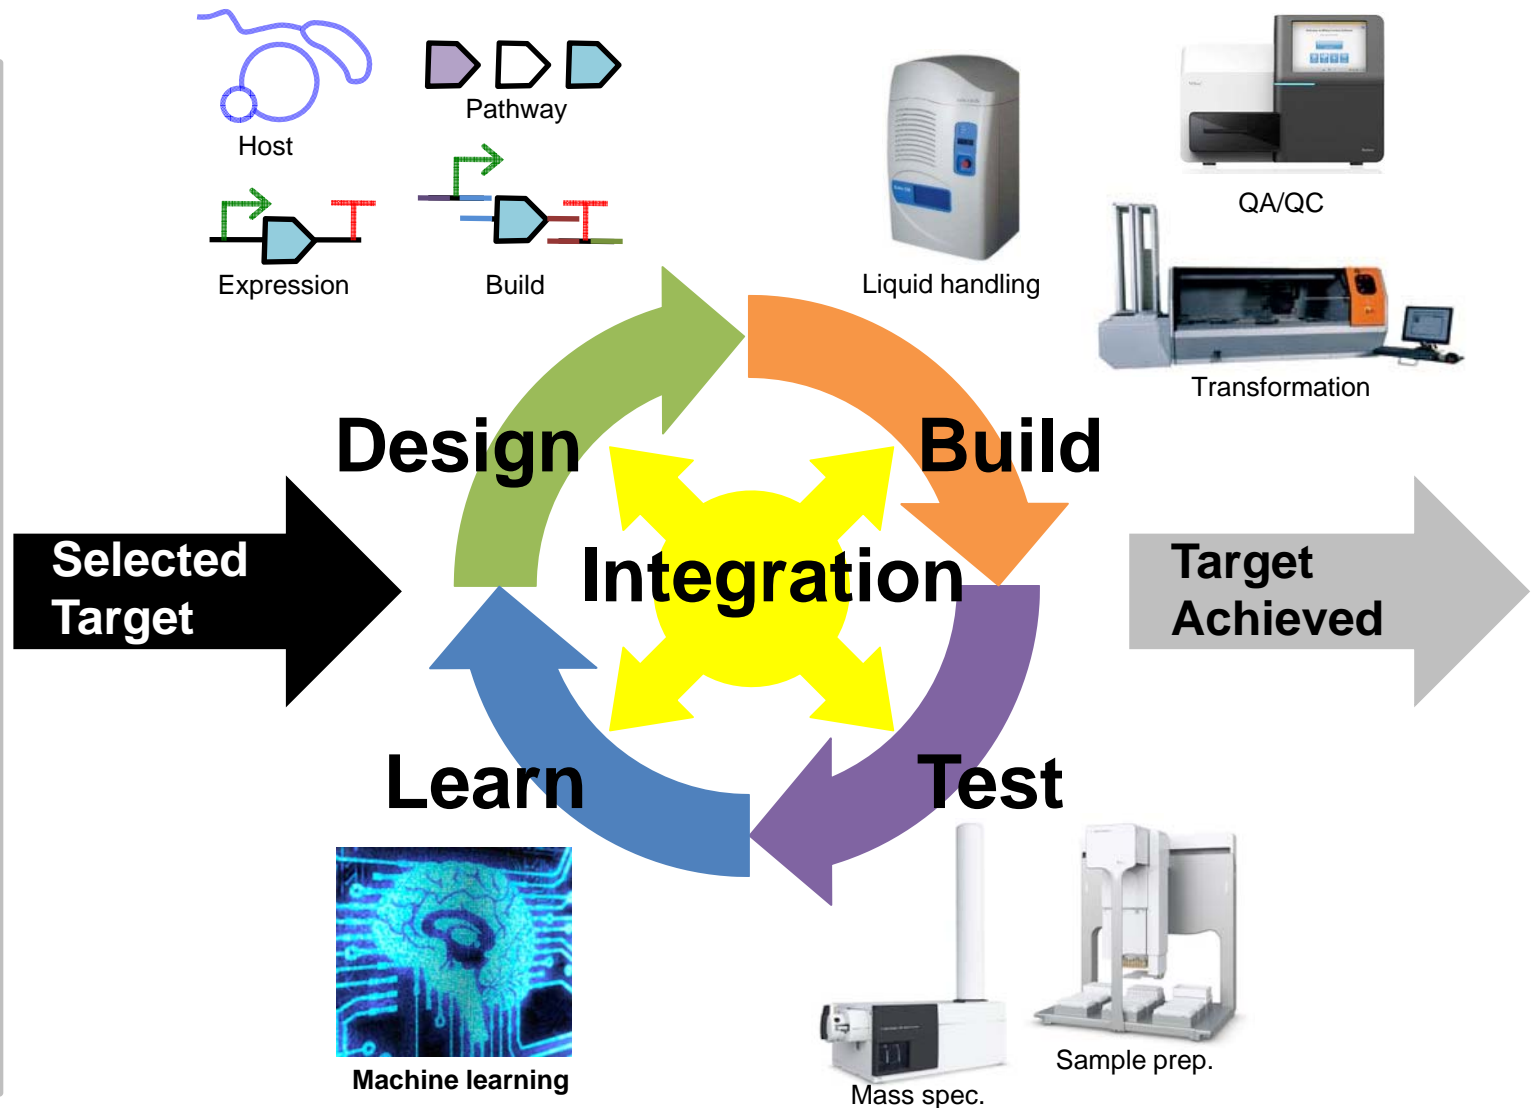 Host
Pathway
Expression
Build
Liquid handling
QA/QC
Transformation
Design
Build
Selected
Target
Integration
Target
Achieved
Learn
Test
Machine learning
Mass spec.
Sample prep.